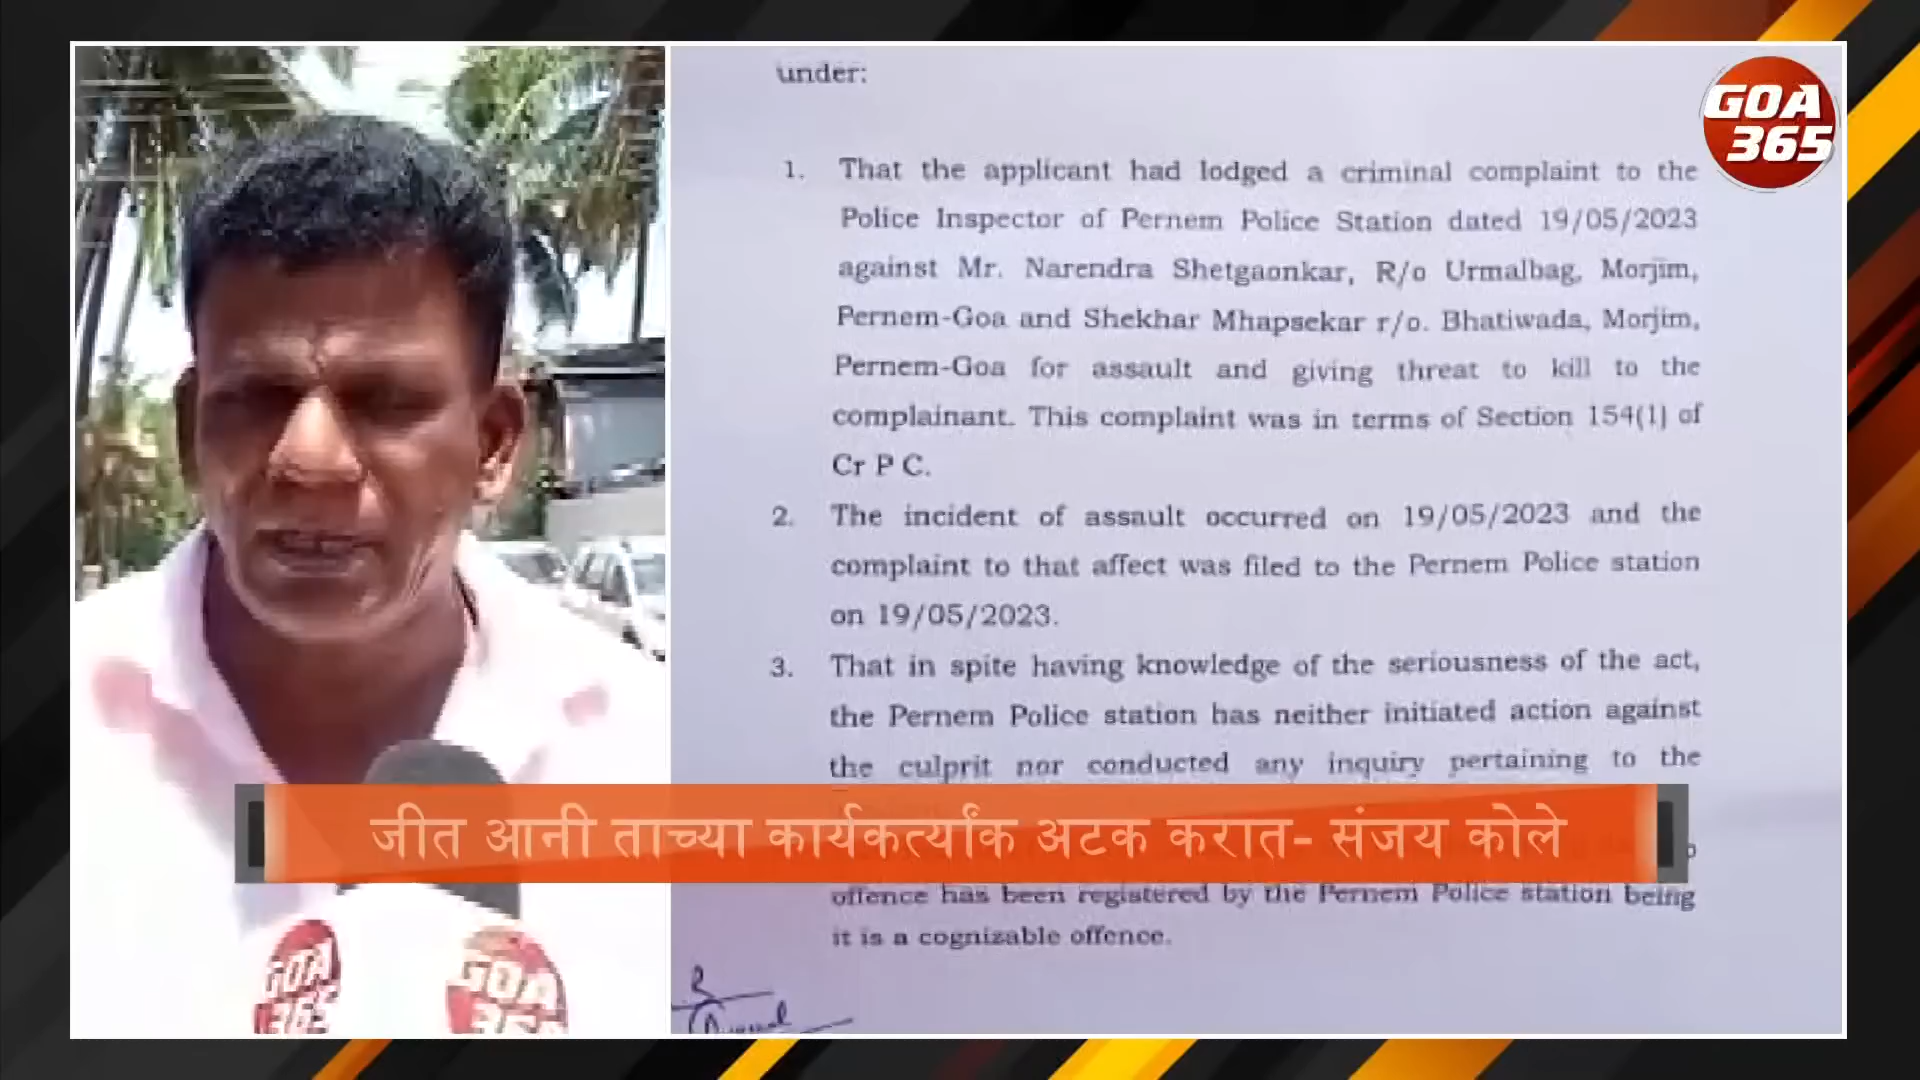 under:
GOA
365
1. That the applicant had lodged a criminal complaint to the
Police Inspector of Pernem Police Station dated 19/05/2023
against Mr. Narendra Shetgaonkar, R/o Urmalbag, Morjim,
Pernem-Goa and Shekhar Mhapsekar r/o. Bhatiwada, Morjim,
Pernem-Goa for assault and giving threat to kill to the
complainant. This complaint was in terms of Section 154(1) of
Cr P C.
2. The incident of assault occurred on 19/05/2023 and the
complaint to that affect was filed to the Pernem Police station
on 19/05/2023.
3. That in spite having knowledge of the seriousness of the act,
the Pernem Police station has neither initiated action against
the culprit nor conducted any inquiry pertaining to the
जीत आनी ताच्या कार्यकर्त्यांक अटक करात- संजय कोले
offence has been registered by the Pernem Police station being
it is a cognizable offence.
GOA
365
GOA
365